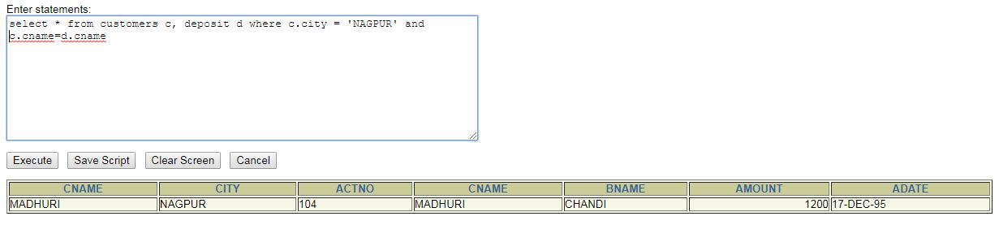 Enter statements:
select * from customers c, deposit d where c.city = 'NAGPUR' and
c.cname=d.cname
Execute Save Script Clear Screen Cancel
CNAME CITY ACTNO CNAME BNAME AMOUNT ADATE
MADHURI NAGPUR 104 MADHURI CHANDI 1200 17-DEC-95